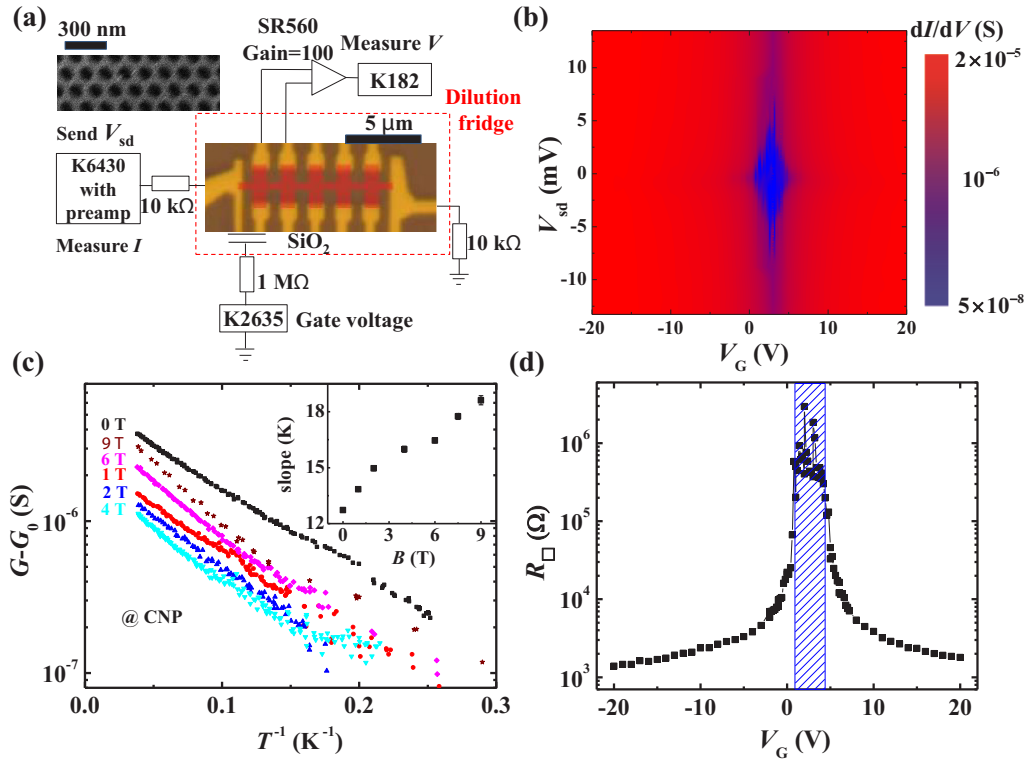 (a)
300 nm
SR560
Gain=100
Measure V
K182
Dilution
fridge
5 μm
Send Vsd
K6430
with
preamp
10 kΩ
Measure I
SiO2
10 kΩ
1 MΩ
K2635
Gate voltage
(b)
dI/dV (S)
2×10⁻⁵
10⁻⁶
5×10⁻⁸
Vsd (mV)
10
5
0
-5
-10
-20
-10
0
10
20
VG (V)
(c)
G-G0 (S)
10⁻⁶
10⁻⁷
0 T
9 T
6 T
1 T
2 T
4 T
@ CNP
slope (K)
18
15
12
0
3
6
9
B (T)
0.0
0.1
0.2
0.3
T⁻¹ (K⁻¹)
(d)
R□ (Ω)
10⁶
10⁵
10⁴
10³
-20
-10
0
10
20
VG (V)